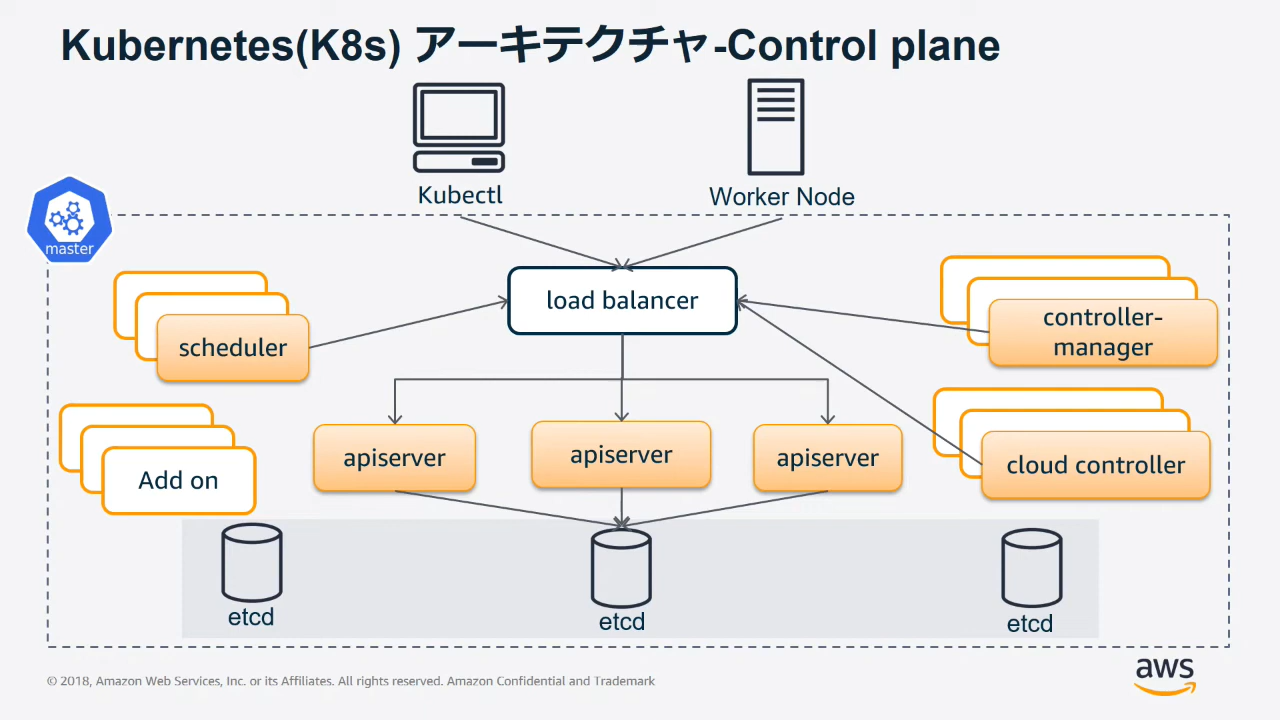 Kubernetes(K8s) アーキテクチャ-Control plane
Kubectl
Worker Node
master
load balancer
scheduler
controller-
manager
Add on
apiserver
apiserver
apiserver
cloud controller
etcd
etcd
etcd
© 2018, Amazon Web Services, Inc. or its Affiliates. All rights reserved. Amazon Confidential and Trademark
aws